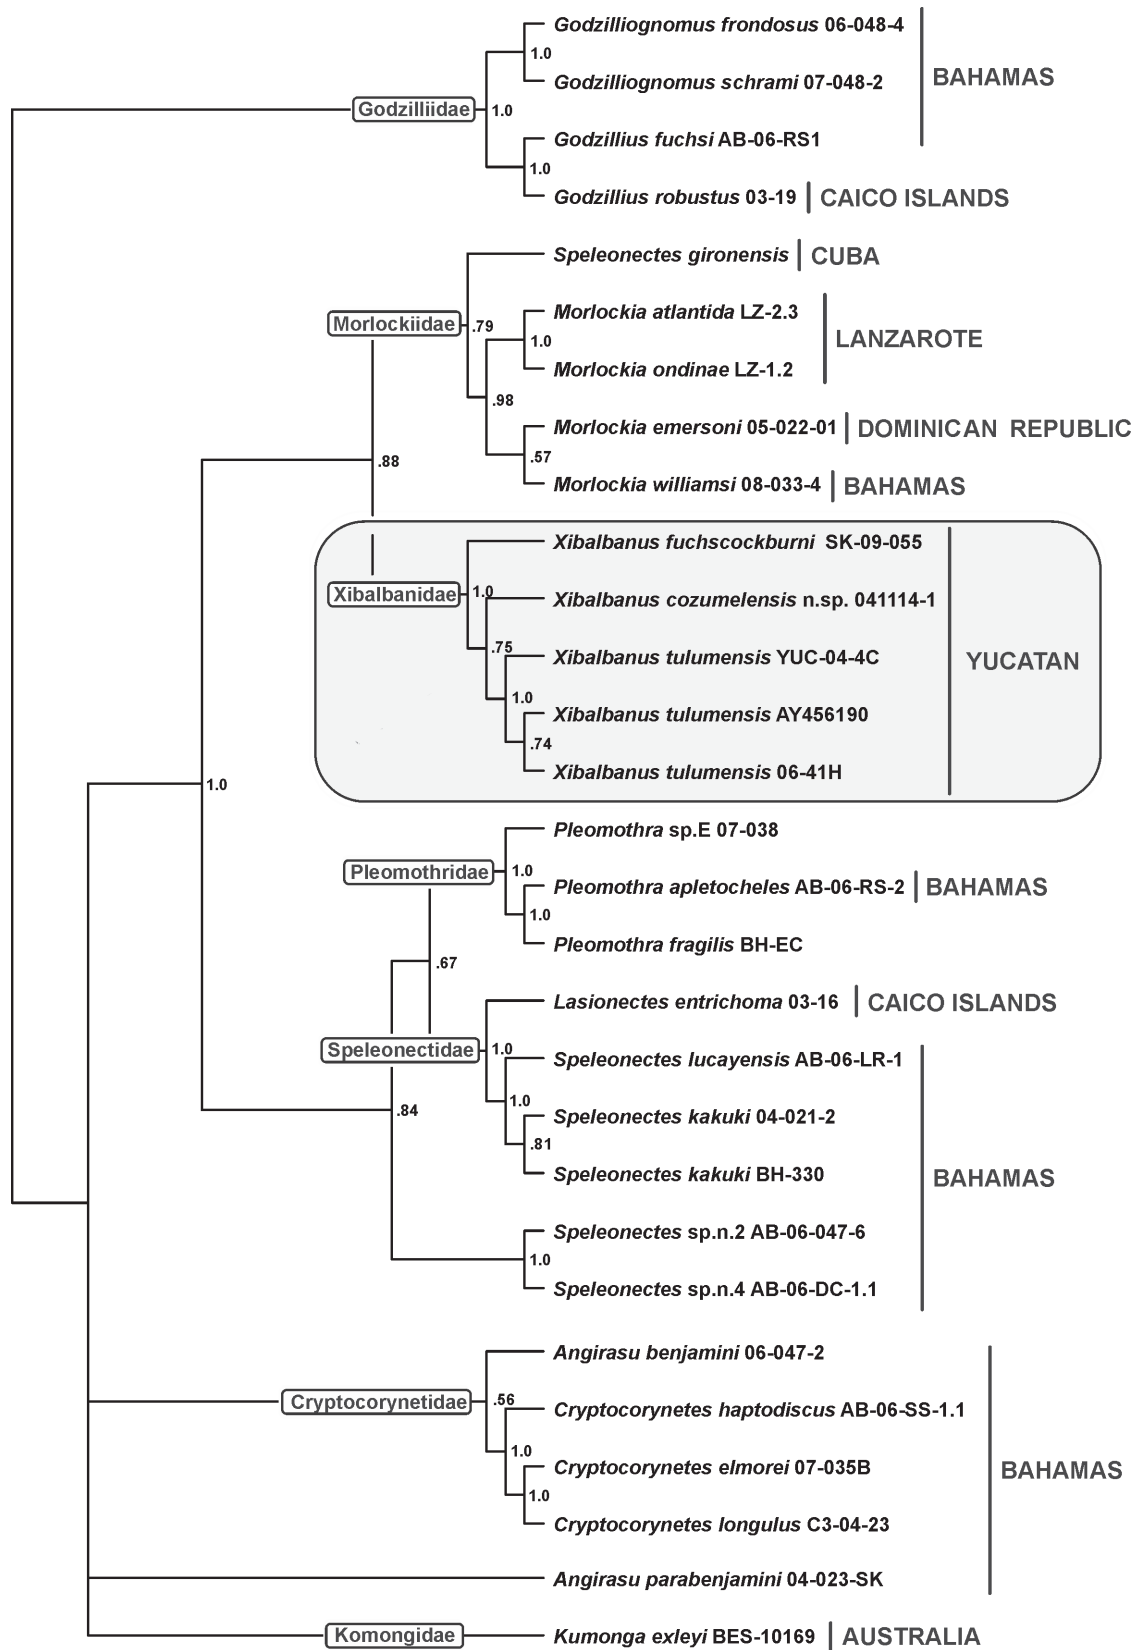 Godzilliognomus frondosus 06-048-4
1.0
Godzilliognomus schrami 07-048-2
BAHAMAS
Godzilliidae
1.0
Godzillius fuchsi AB-06-RS1
1.0
Godzillius robustus 03-19
CAICO ISLANDS
Speleonectes gironensis
CUBA
Morlockiidae
.79
Morlockia atlantida LZ-2.3
1.0
LANZAROTE
Morlockia ondinae LZ-1.2
.98
Morlockia emersoni 05-022-01
DOMINICAN REPUBLIC
.57
.88
Morlockia williamsi 08-033-4
BAHAMAS
Xibalbanus fuchscockburni SK-09-055
Xibalbanidae
1.0
Xibalbanus cozumelensis n.sp. 041114-1
.75
Xibalbanus tulumensis YUC-04-4C
YUCATAN
1.0
Xibalbanus tulumensis AY456190
.74
Xibalbanus tulumensis 06-41H
1.0
Pleomothra sp.E 07-038
Pleomothridae
1.0
Pleomothra apletocheles AB-06-RS-2
BAHAMAS
1.0
Pleomothra fragilis BH-EC
.67
Lasionectes entrichoma 03-16
CAICO ISLANDS
Speleonectidae
1.0
Speleonectes lucayensis AB-06-LR-1
1.0
.84
Speleonectes kakuki 04-021-2
.81
Speleonectes kakuki BH-330
BAHAMAS
Speleonectes sp.n.2 AB-06-047-6
1.0
Speleonectes sp.n.4 AB-06-DC-1.1
Angirasu benjamini 06-047-2
Cryptocorynetidae
.56
Cryptocorynetes haptodiscus AB-06-SS-1.1
1.0
Cryptocorynetes elmorei 07-035B
BAHAMAS
1.0
Cryptocorynetes longulus C3-04-23
Angirasu parabenjamini 04-023-SK
Komongidae
Kumonga exleyi BES-10169
AUSTRALIA